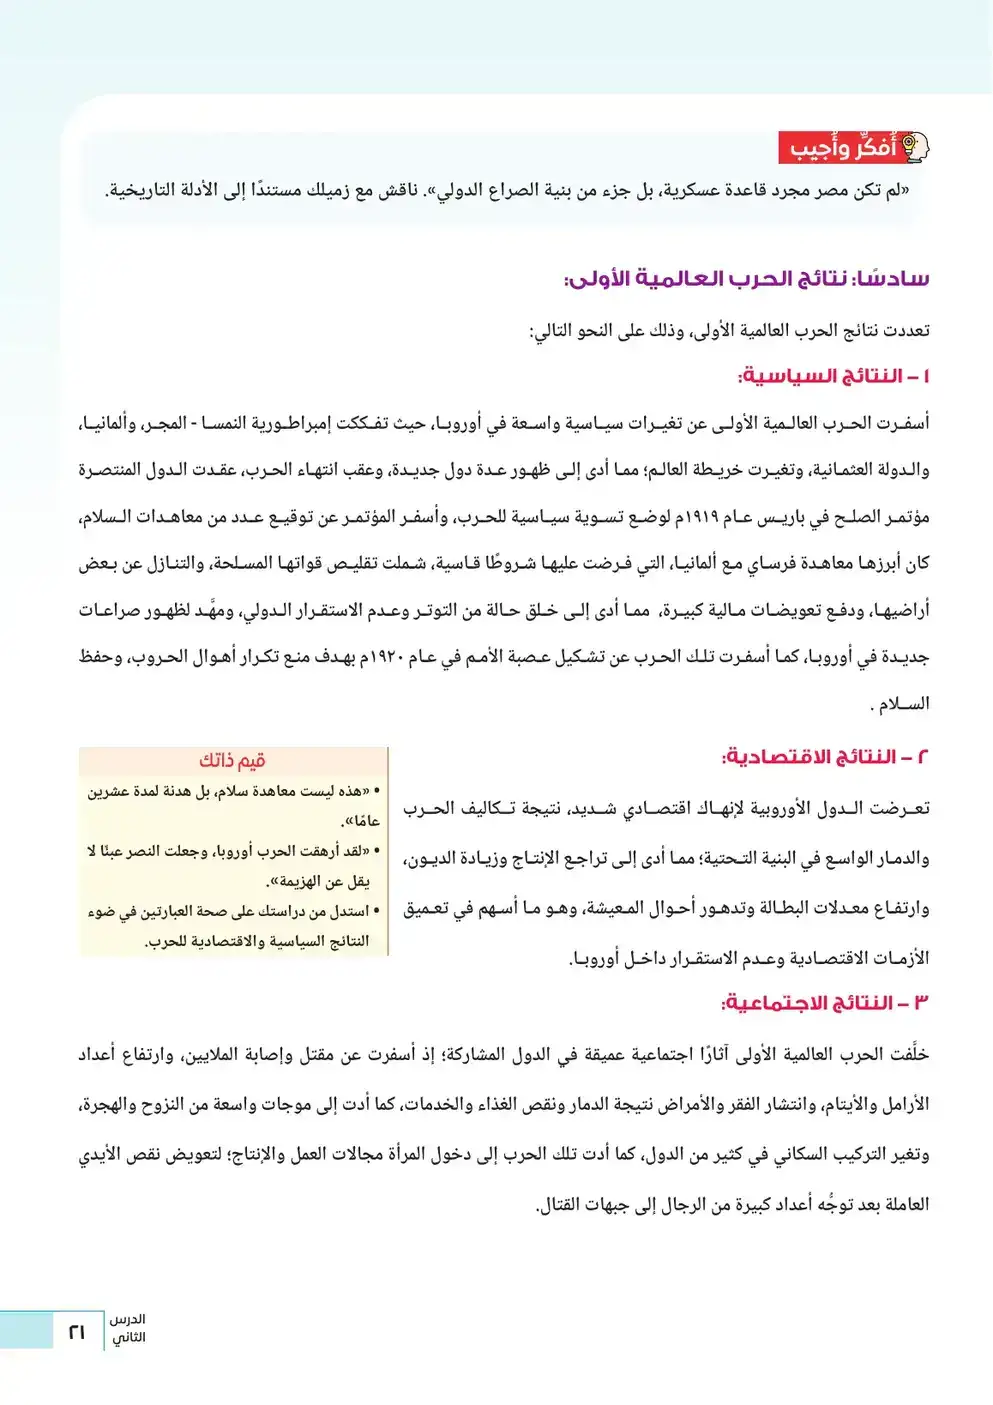 أفكِّر وأُجيب
«لم تكن مصر مجرد قاعدة عسكرية، بل جزء من بنية الصراع الدولي». ناقش مع زميلك مستندًا إلى الأدلة التاريخية.
سادسًا: نتائج الحرب العالمية الأولى:
تعددت نتائج الحرب العالمية الأولى، وذلك على النحو التالي:
١ – النتائج السياسية:
أسفرت الحرب العالمية الأولى عن تغيرات سياسية واسعة في أوروبا، حيث تفككت إمبراطورية النمسا - المجر، وألمانيا،
والدولة العثمانية، وتغيرت خريطة العالم؛ مما أدى إلى ظهور عدة دول جديدة، وعقب انتهاء الحرب، عقدت الدول المنتصرة
مؤتمر الصلح في باريس عام ١٩١٩م لوضع تسوية سياسية للحرب، وأسفر المؤتمر عن توقيع عدد من معاهدات السلام،
كان أبرزها معاهدة فرساي مع ألمانيا، التي فرضت عليها شروطًا قاسية، شملت تقليص قواتها المسلحة، والتنازل عن بعض
أراضيها، ودفع تعويضات مالية كبيرة، مما أدى إلى خلق حالة من التوتر وعدم الاستقرار الدولي، ومهَّد لظهور صراعات
جديدة في أوروبا، كما أسفرت تلك الحرب عن تشكيل عصبة الأمم في عام ١٩٢٠م بهدف منع تكرار أهوال الحروب، وحفظ
السلام .
٢ – النتائج الاقتصادية:
تعرضت الدول الأوروبية لإنهاك اقتصادي شديد، نتيجة تكاليف الحرب
والدمار الواسع في البنية التحتية؛ مما أدى إلى تراجع الإنتاج وزيادة الديون،
وارتفاع معدلات البطالة وتدهور أحوال المعيشة، وهو ما أسهم في تعميق
الأزمات الاقتصادية وعدم الاستقرار داخل أوروبا.
قيم ذاتك
• «هذه ليست معاهدة سلام، بل هدنة لمدة عشرين
عامًا».
• «لقد أرهقت الحرب أوروبا، وجعلت النصر عبئًا لا
يقل عن الهزيمة».
• استدل من دراستك على صحة العبارتين في ضوء
النتائج السياسية والاقتصادية للحرب.
٣ – النتائج الاجتماعية:
خلَّفت الحرب العالمية الأولى آثارًا اجتماعية عميقة في الدول المشاركة؛ إذ أسفرت عن مقتل وإصابة الملايين، وارتفاع أعداد
الأرامل والأيتام، وانتشار الفقر والأمراض نتيجة الدمار ونقص الغذاء والخدمات، كما أدت إلى موجات واسعة من النزوح والهجرة،
وتغير التركيب السكاني في كثير من الدول، كما أدت تلك الحرب إلى دخول المرأة مجالات العمل والإنتاج؛ لتعويض نقص الأيدي
العاملة بعد توجُّه أعداد كبيرة من الرجال إلى جبهات القتال.
الدرس
الثاني
٢١